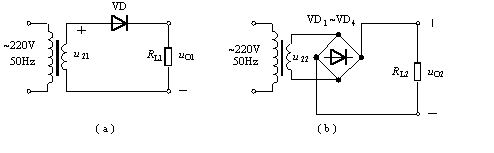 VD
~220V
50Hz
+
u21
RL1
uO1
−
( a )
VD1 ~VD4
~220V
50Hz
u22
+
RL2
uO2
−
( b )